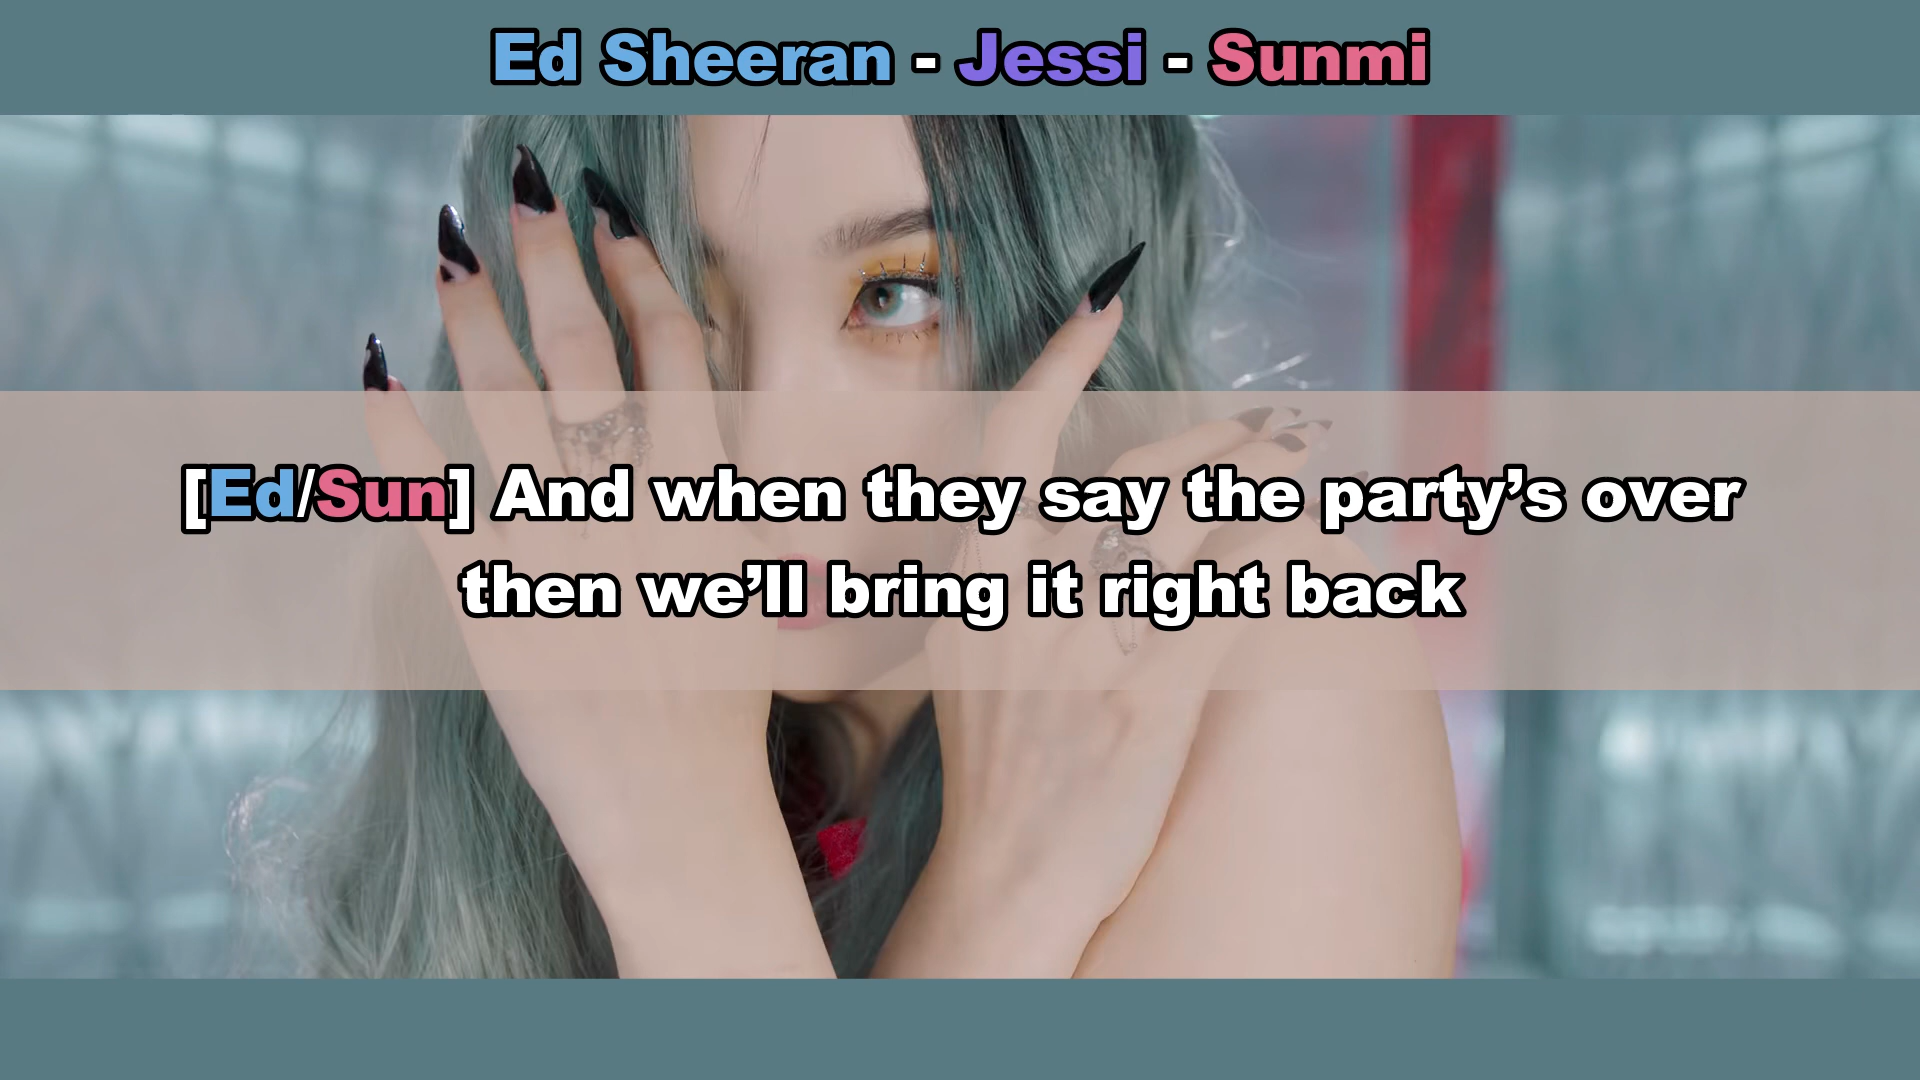 Ed Sheeran - Jessi - Sunmi
[Ed/Sun] And when they say the party’s over
then we’ll bring it right back